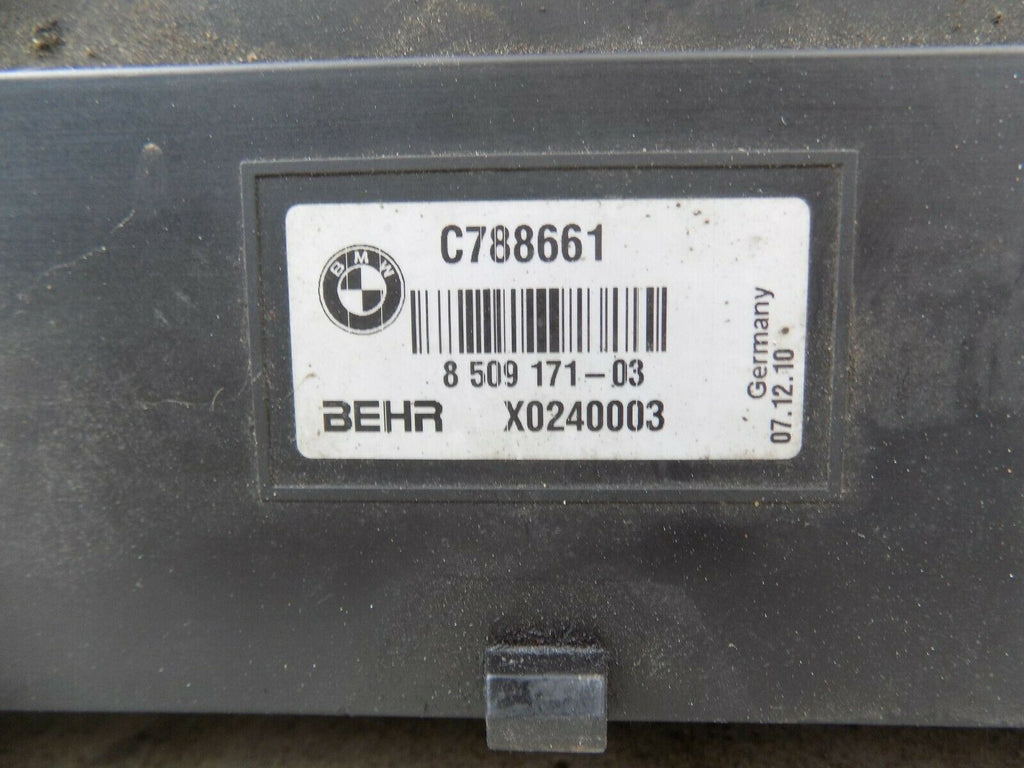 C788661
BMW
8 509 171-03
BEHR X0240003
Germany
07.12.10